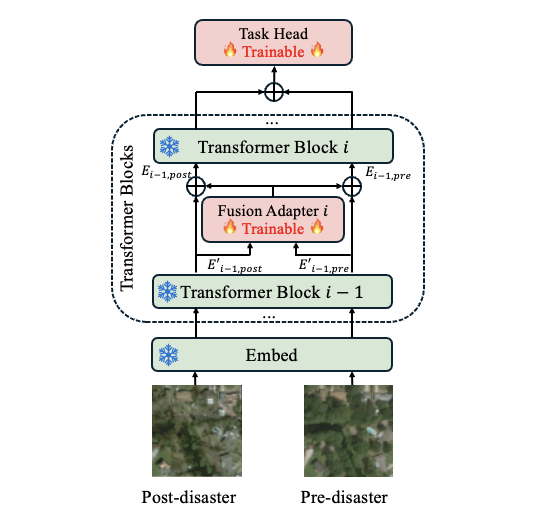 Task Head
Trainable
...
Transformer Block i
E_{i-1,post}
E_{i-1,pre}
Transformer Blocks
Fusion Adapter i
Trainable
E'_{i-1,post}
E'_{i-1,pre}
Transformer Block i − 1
...
Embed
Post-disaster
Pre-disaster